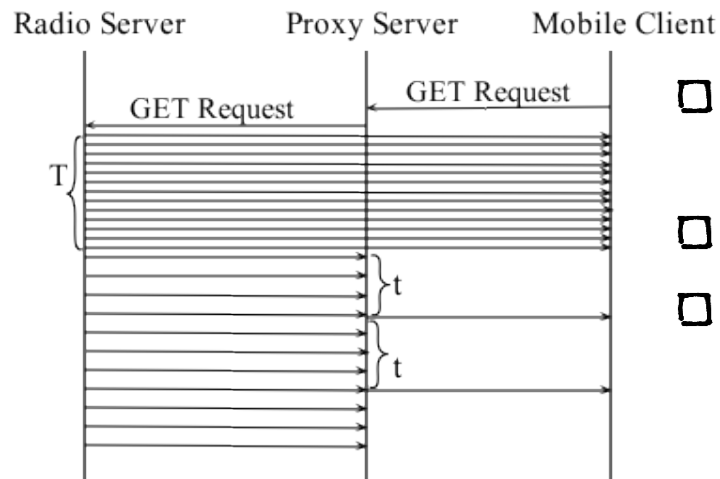 Radio Server Proxy Server Mobile Client
GET Request
GET Request
T
t
t